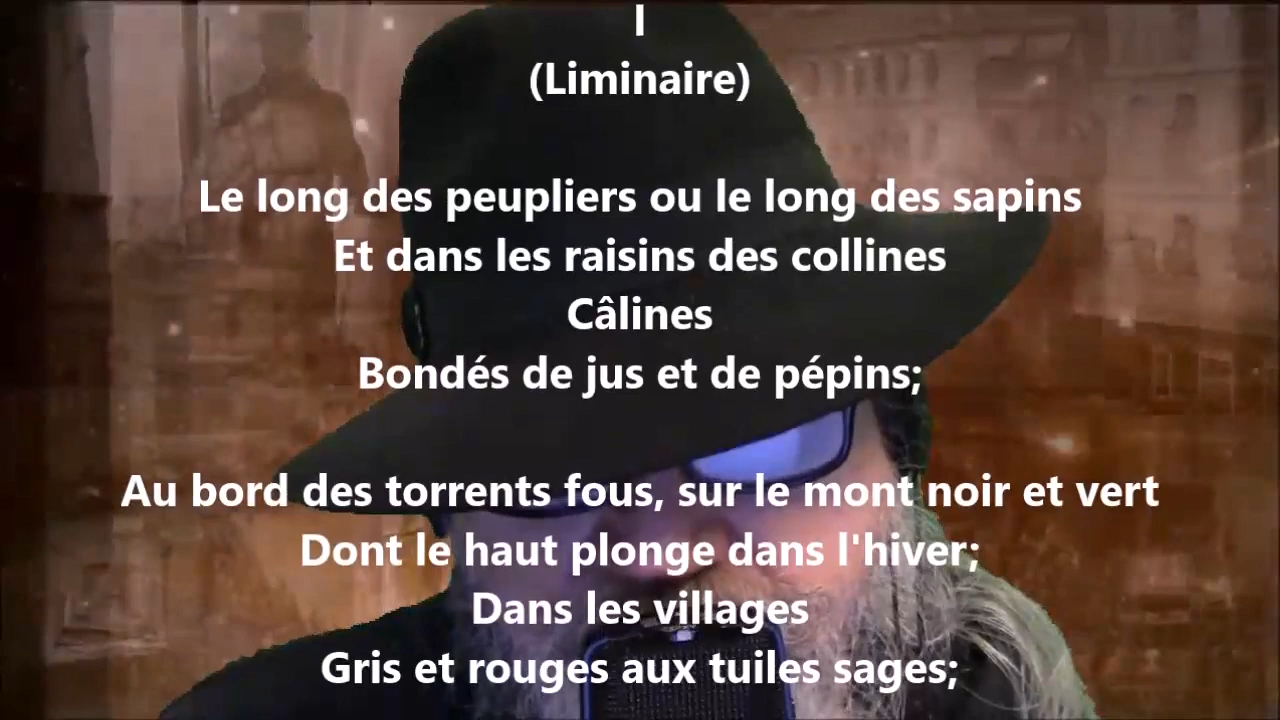 I
(Liminaire)
Le long des peupliers ou le long des sapins
Et dans les raisins des collines
Câlines
Bondés de jus et de pépins;
Au bord des torrents fous, sur le mont noir et vert
Dont le haut plonge dans l'hiver;
Dans les villages
Gris et rouges aux tuiles sages;